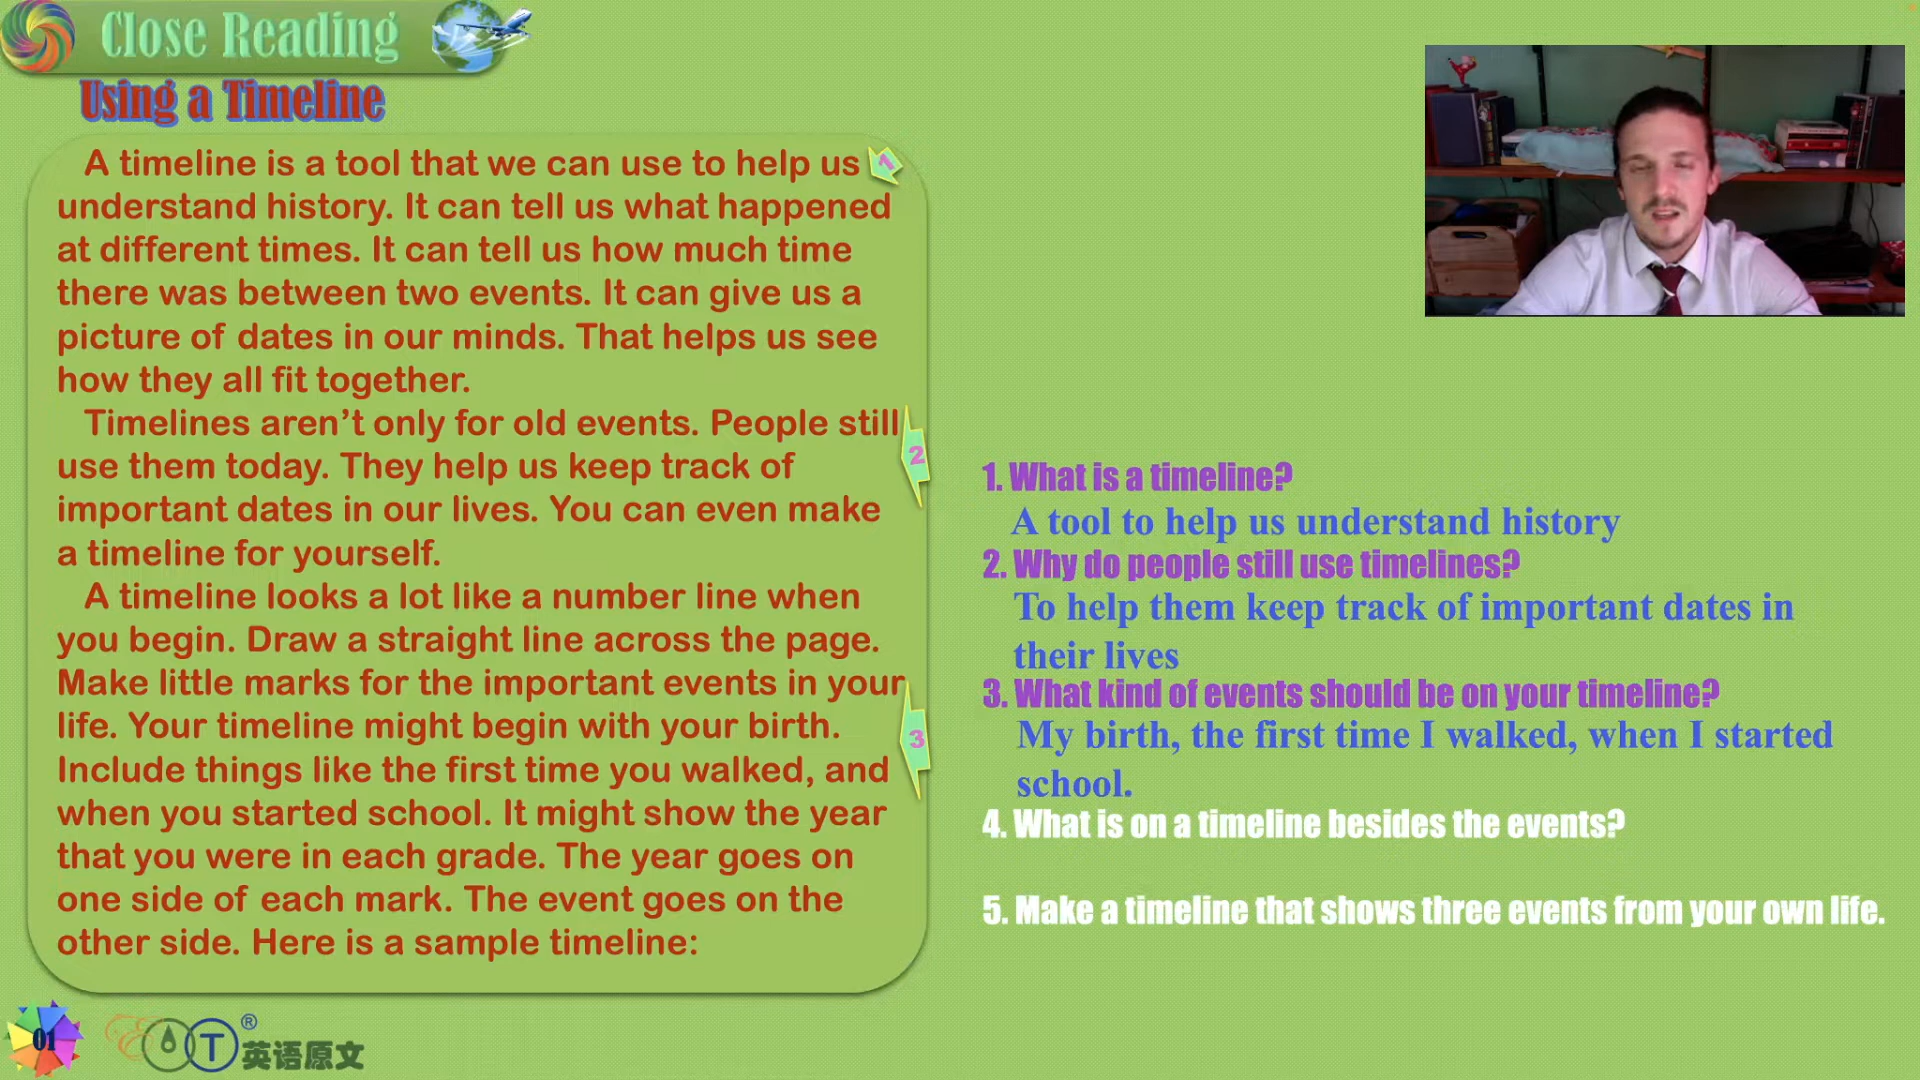 Close Reading
Using a Timeline
A timeline is a tool that we can use to help us
1
understand history. It can tell us what happened
at different times. It can tell us how much time
there was between two events. It can give us a
picture of dates in our minds. That helps us see
how they all fit together.
Timelines aren't only for old events. People still
use them today. They help us keep track of
2
important dates in our lives. You can even make
a timeline for yourself.
A timeline looks a lot like a number line when
you begin. Draw a straight line across the page.
Make little marks for the important events in your
life. Your timeline might begin with your birth.
3
Include things like the first time you walked, and
when you started school. It might show the year
that you were in each grade. The year goes on
one side of each mark. The event goes on the
other side. Here is a sample timeline:
1. What is a timeline?
A tool to help us understand history
2. Why do people still use timelines?
To help them keep track of important dates in
their lives
3. What kind of events should be on your timeline?
My birth, the first time I walked, when I started
school.
4. What is on a timeline besides the events?
5. Make a timeline that shows three events from your own life.
01
T® 英语原文